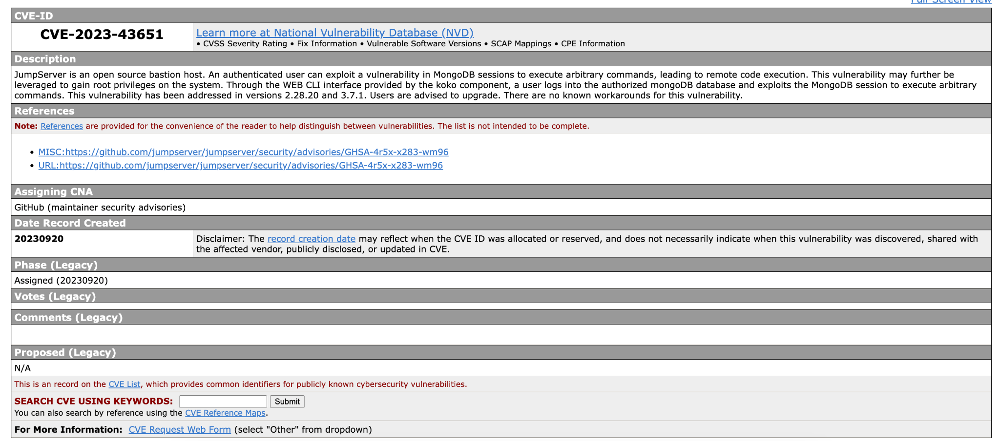 Full-Screen View
CVE-ID
CVE-2023-43651
Learn more at National Vulnerability Database (NVD)
• CVSS Severity Rating • Fix Information • Vulnerable Software Versions • SCAP Mappings • CPE Information
Description
JumpServer is an open source bastion host. An authenticated user can exploit a vulnerability in MongoDB sessions to execute arbitrary commands, leading to remote code execution. This vulnerability may further be
leveraged to gain root privileges on the system. Through the WEB CLI interface provided by the koko component, a user logs into the authorized mongoDB database and exploits the MongoDB session to execute arbitrary
commands. This vulnerability has been addressed in versions 2.28.20 and 3.7.1. Users are advised to upgrade. There are no known workarounds for this vulnerability.
References
Note: References are provided for the convenience of the reader to help distinguish between vulnerabilities. The list is not intended to be complete.
• MISC:https://github.com/jumpserver/jumpserver/security/advisories/GHSA-4r5x-x283-wm96
• URL:https://github.com/jumpserver/jumpserver/security/advisories/GHSA-4r5x-x283-wm96
Assigning CNA
GitHub (maintainer security advisories)
Date Record Created
20230920
Disclaimer: The record creation date may reflect when the CVE ID was allocated or reserved, and does not necessarily indicate when this vulnerability was discovered, shared with
the affected vendor, publicly disclosed, or updated in CVE.
Phase (Legacy)
Assigned (20230920)
Votes (Legacy)
Comments (Legacy)
Proposed (Legacy)
N/A
This is an record on the CVE List, which provides common identifiers for publicly known cybersecurity vulnerabilities.
SEARCH CVE USING KEYWORDS: Submit
You can also search by reference using the CVE Reference Maps.
For More Information: CVE Request Web Form (select "Other" from dropdown)